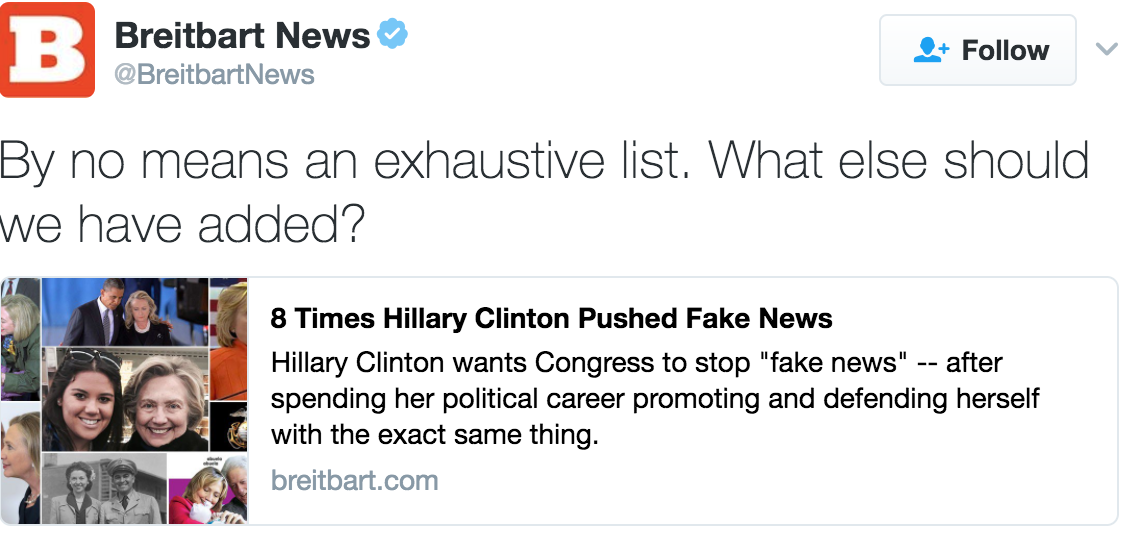 B
Breitbart News
@BreitbartNews
Follow
By no means an exhaustive list. What else should
we have added?
8 Times Hillary Clinton Pushed Fake News
Hillary Clinton wants Congress to stop "fake news" -- after
spending her political career promoting and defending herself
with the exact same thing.
breitbart.com